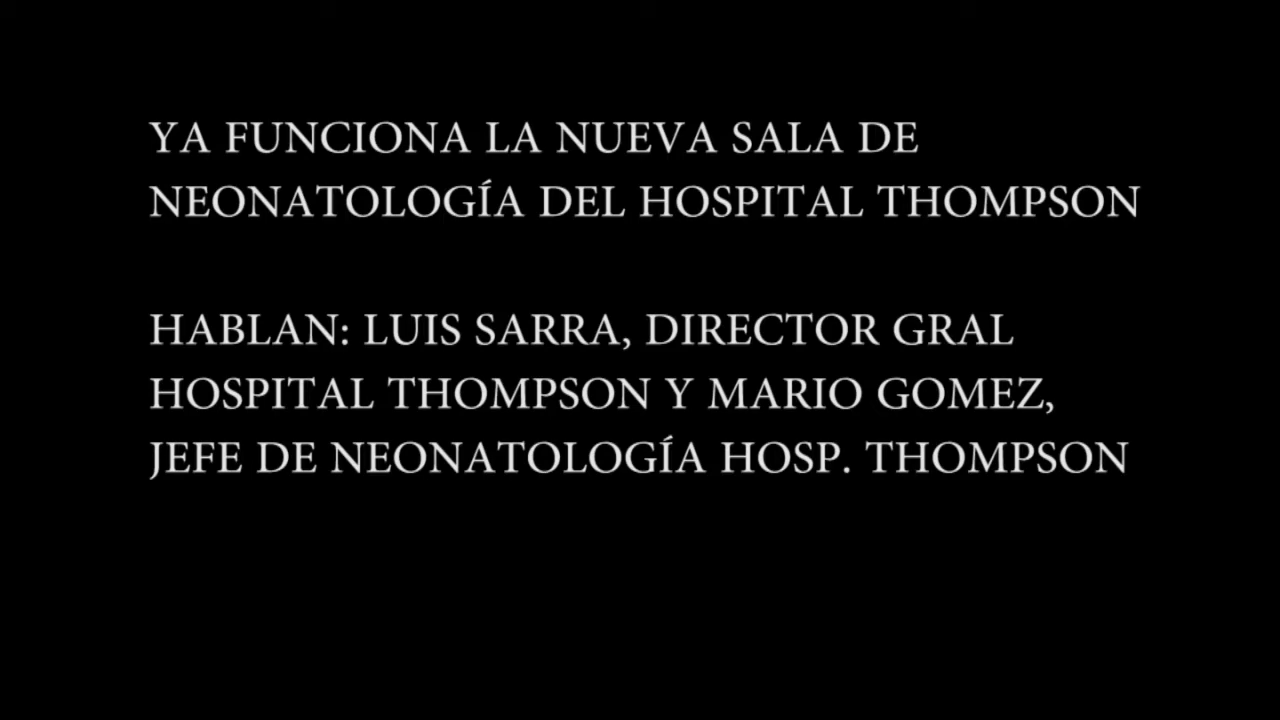 YA FUNCIONA LA NUEVA SALA DE
NEONATOLOGÍA DEL HOSPITAL THOMPSON
HABLAN: LUIS SARRA, DIRECTOR GRAL
HOSPITAL THOMPSON Y MARIO GOMEZ,
JEFE DE NEONATOLOGÍA HOSP. THOMPSON